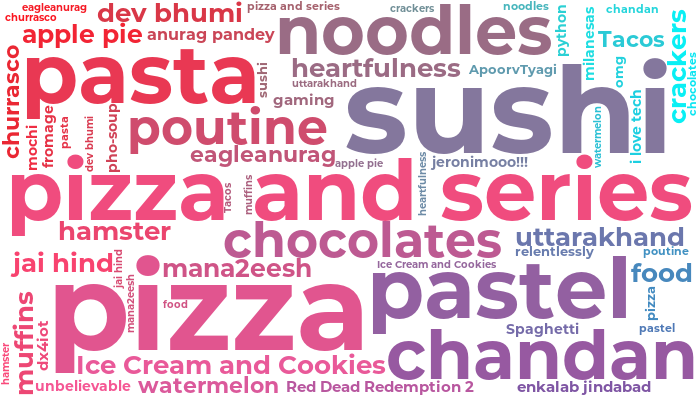 eagleanurag
churrasco
dev bhumi
pizza and series
crackers
noodles
chandan
apple pie
anurag pandey
noodles
python
milanesas
Tacos
crackers
chocolates
churrasco
pasta
sushi
heartfulness
uttarakhand
ApoorvTyagi
omg
sushi
gaming
mochi
fromage
pasta
dev bhumi
pho-soup
poutine
eagleanurag
apple pie
jeronimooo!!!
watermelon
i love tech
pizza and series
Tacos
muffins
heartfulness
hamster
chocolates
uttarakhand
relentlessly
poutine
jai hind
jai hind
mana2eesh
mana2eesh
Ice Cream and Cookies
food
pizza
food
pastel
pizza
muffins
dx4iot
Spaghetti
pastel
chandan
hamster
Ice Cream and Cookies
unbelievable
watermelon
Red Dead Redemption 2
enkalab jindabad